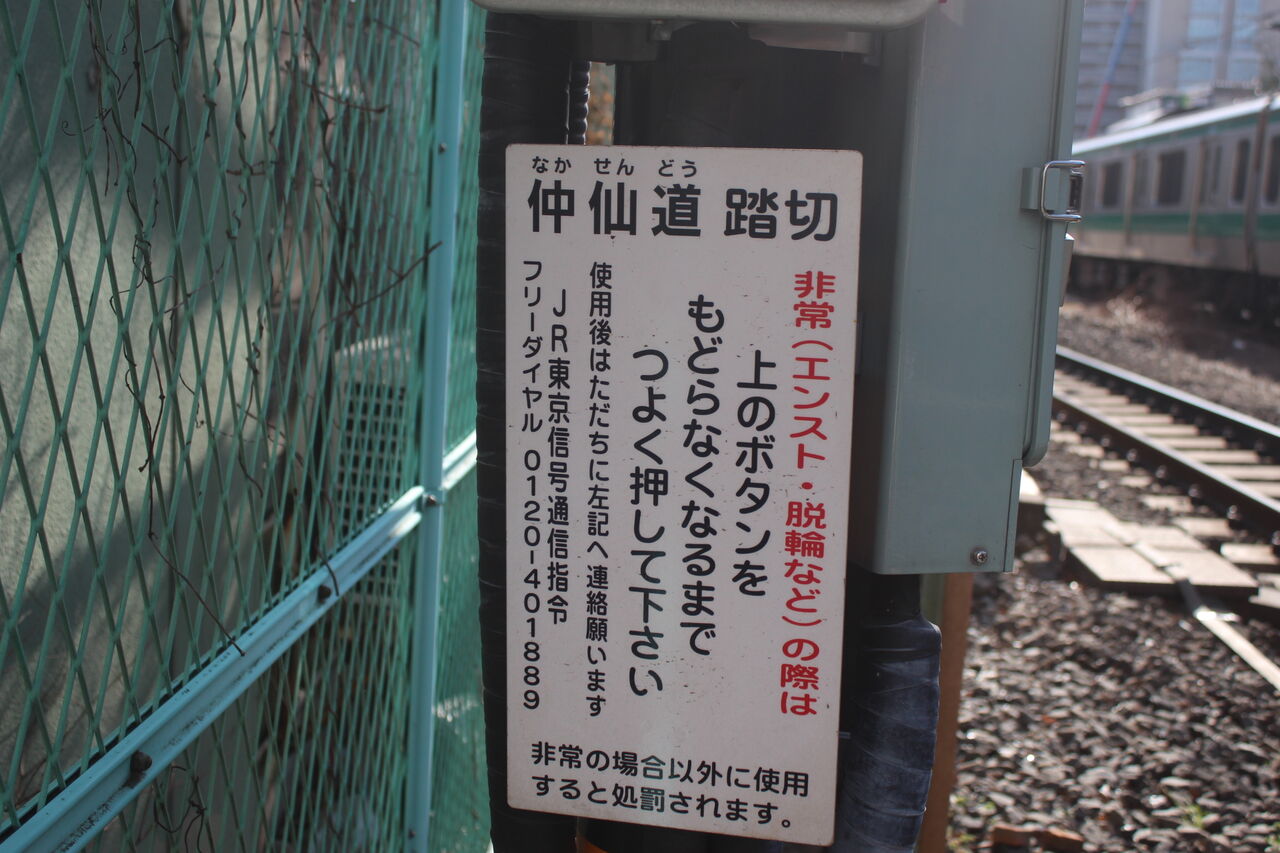 なか せん どう
仲仙道 踏切
非常(エンスト・脱輪など)の際は
上のボタンを
もどらなくなるまで
つよく押して下さい
使用後はただちに左記へ連絡願います
JR東京信号通信指令
フリーダイヤル 0120-401889
非常の場合以外に使用
すると処罰されます。